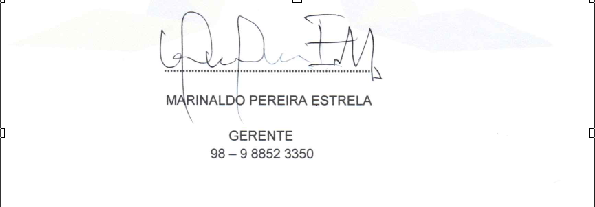 MARINALDO PEREIRA ESTRELA
GERENTE
98 – 9 8852 3350